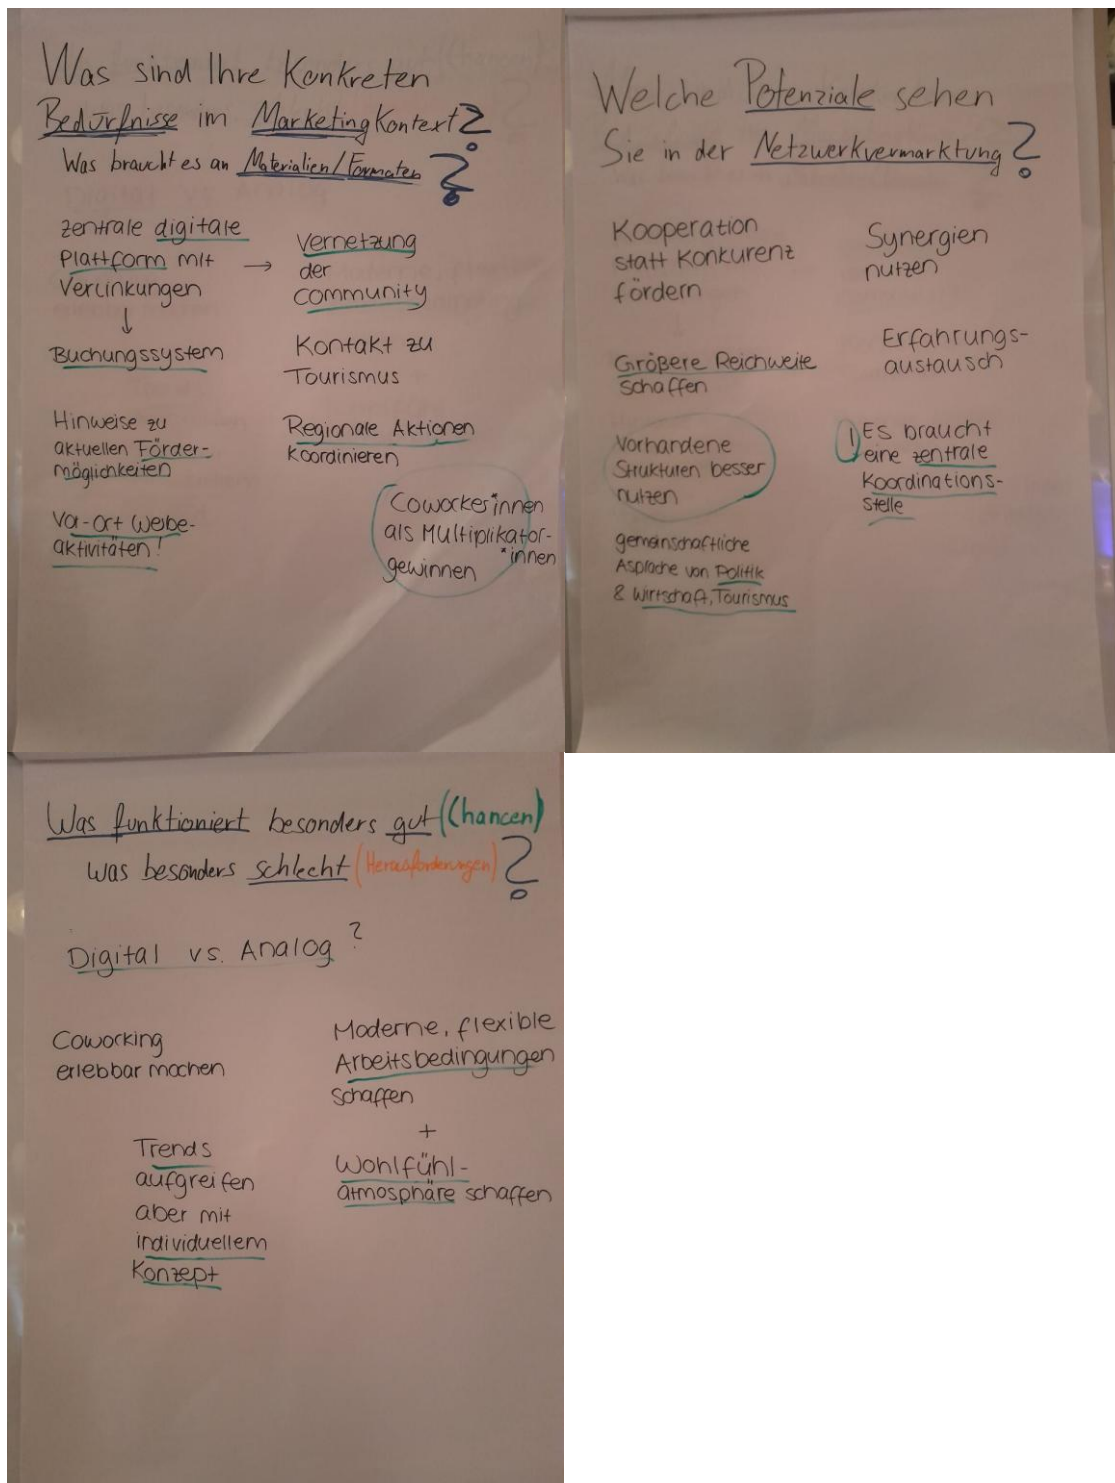 Was sind Ihre Konkreten
Bedürfnisse im Marketing Kontext?
Was braucht es an Materialien/Formaten?
zentrale digitale
Plattform mit →
Verlinkungen
↓
Buchungssystem
Hinweise zu
aktuellen Förder-
möglichkeiten
Vor-Ort Werbe-
aktivitäten!
Vernetzung
der
community
Kontakt zu
Tourismus
Regionale Aktionen
koordinieren
Coworker*innen
als Multiplikator-
*innen
gewinnen
Welche Potenziale sehen
Sie in der Netzwerkvermarktung?
Kooperation
statt Konkurenz
fördern
Größere Reichweite
schaffen
Vorhandene
Strukturen besser
nutzen
gemeinschaftliche
Asprache von Politik
& Wirtschaft, Tourismus
Synergien
nutzen
Erfahrungs-
austausch
! Es braucht
eine zentrale
Koordinations-
stelle
Was funktioniert besonders gut (Chancen)
was besonders schlecht (Herausforderungen)?
Digital vs. Analog?
Coworking
erlebbar machen
Trends
aufgreifen
aber mit
individuellem
Konzept
Moderne, flexible
Arbeitsbedingungen
schaffen
+
Wohlfühl-
atmosphäre schaffen